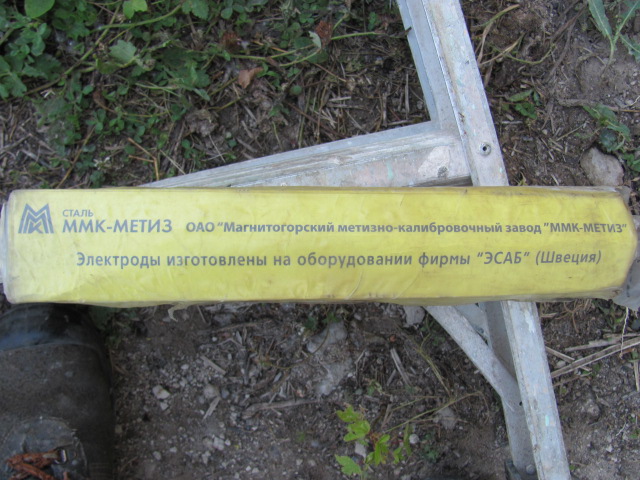 СТАЛЬ
ММК-МЕТИЗ ОАО "Магнитогорский метизно-калибровочный завод "ММК-МЕТИЗ"
Электроды изготовлены на оборудовании фирмы "ЭСАБ" (Швеция)